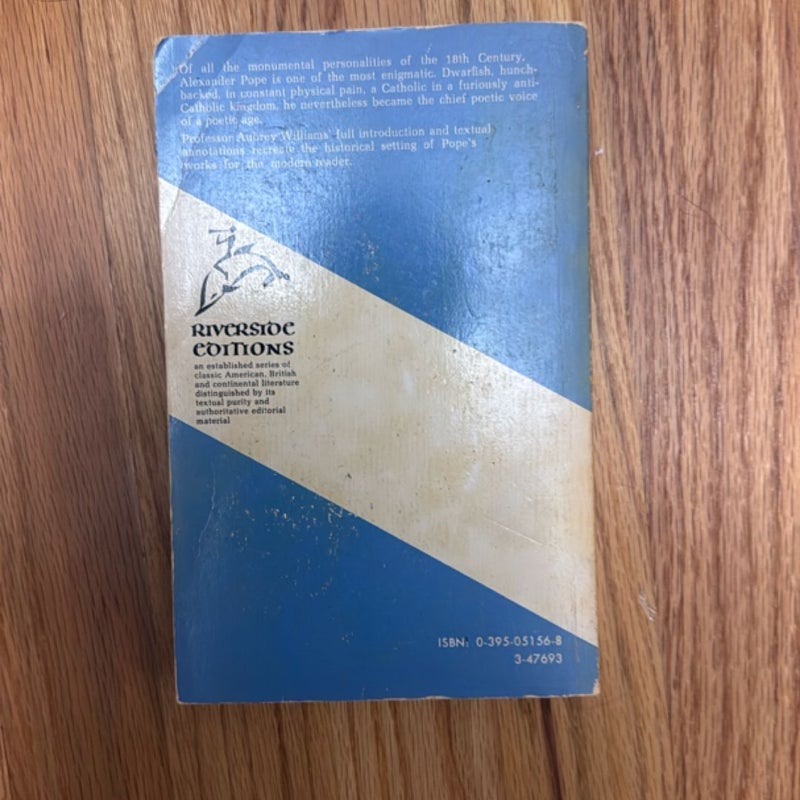 Of all the monumental personalities of the 18th Century,
Alexander Pope is one of the most enigmatic. Dwarfish, hunch-
backed, in constant physical pain, a Catholic in a furiously anti-
Catholic kingdom, he nevertheless became the chief poetic voice
of a poetic age.
Professor Aubrey Williams' full introduction and textual
annotations recreate the historical setting of Pope's
works for the modern reader.
RIVERSIDE
EDITIONS
an established series of
classic American, British
and continental literature
distinguished by its
textual purity and
authoritative editorial
material
ISBN: 0-395-05156-8
3-47693